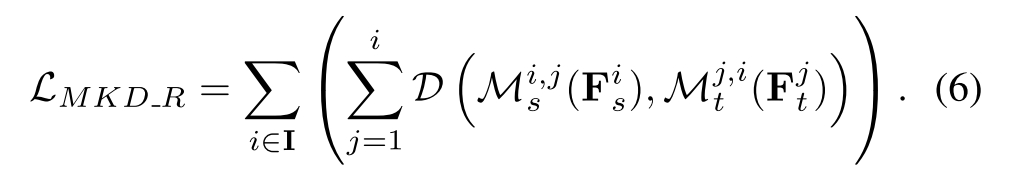 $\mathcal{L}_{MKD\_R} = \sum_{i \in \mathbf{I}} \left( \sum_{j=1}^{i} \mathcal{D} \left( \mathcal{M}_s^{i,j}(\mathbf{F}_s^i), \mathcal{M}_t^{j,i}(\mathbf{F}_t^j) \right) \right) .$ (6)